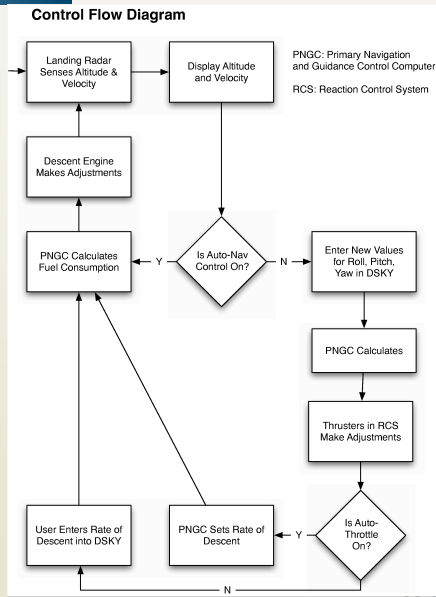 Control Flow Diagram
Landing Radar
Senses Altitude &
Velocity
Display Altitude
and Velocity
PNGC: Primary Navigation
and Guidance Control Computer
RCS: Reaction Control System
Descent Engine
Makes Adjustments
PNGC Calculates
Fuel Consumption
Y
Is Auto-Nav
Control On?
N
Enter New Values
for Roll, Pitch,
Yaw in DSKY
PNGC Calculates
Thrusters in RCS
Make Adjustments
User Enters Rate of
Descent into DSKY
PNGC Sets Rate of
Descent
Y
Is Auto-
Throttle
On?
N